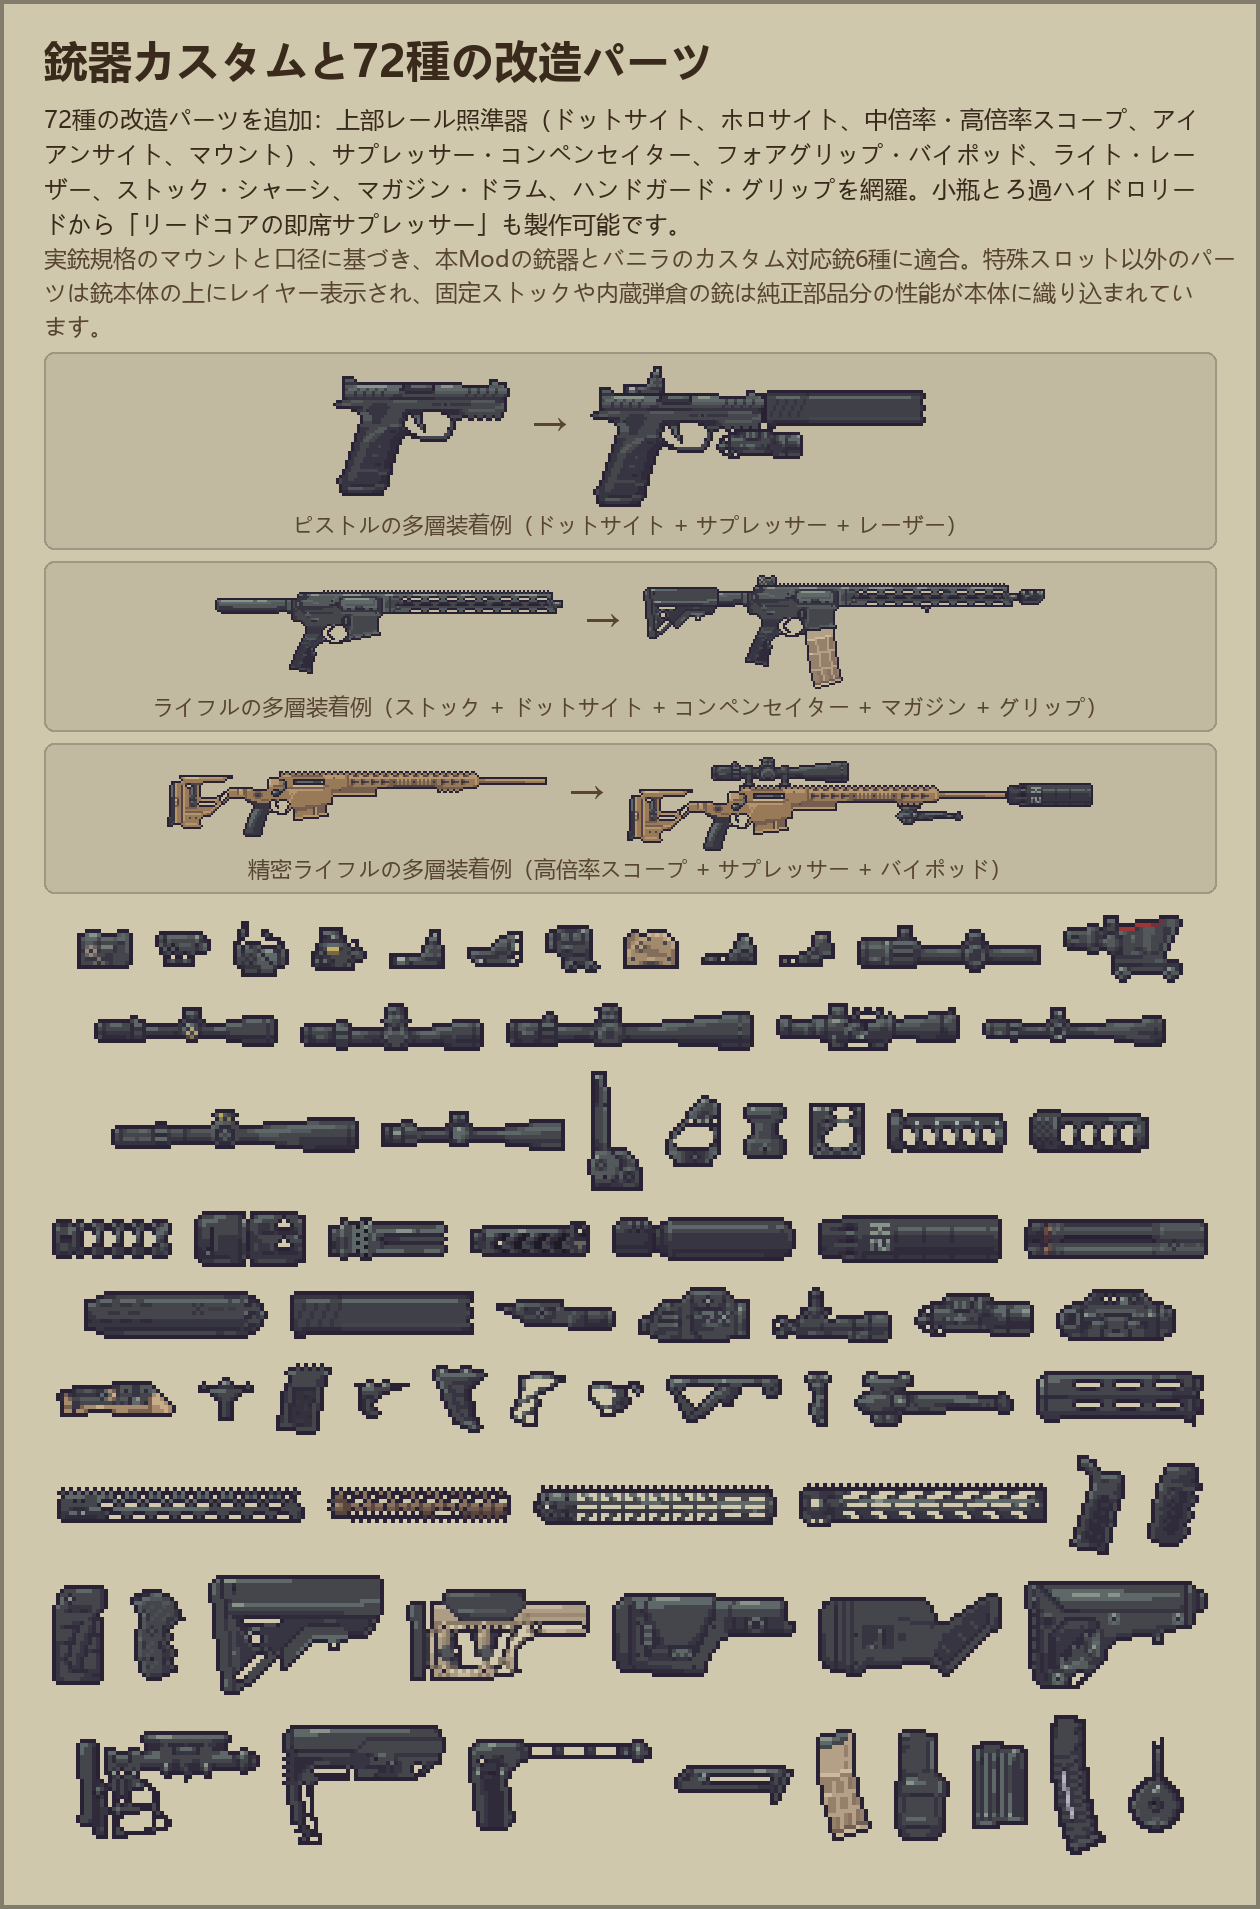 銃器カスタムと72種の改造パーツ
72種の改造パーツを追加：上部レール照準器（ドットサイト、ホロサイト、中倍率・高倍率スコープ、アイ
アンサイト、マウント）、サプレッサー・コンペンセイター、フォアグリップ・バイポッド、ライト・レー
ザー、ストック・シャーシ、マガジン・ドラム、ハンドガード・グリップを網羅。小瓶とろ過ハイドロリー
ドから「リードコアの即席サプレッサー」も製作可能です。
実銃規格のマウントと口径に基づき、本Modの銃器とバニラのカスタム対応銃6種に適合。特殊スロット以外のパー
ツは銃本体の上にレイヤー表示され、固定ストックや内蔵弾倉の銃は純正部品分の性能が本体に織り込まれてい
ます。
→
ピストルの多層装着例（ドットサイト + サプレッサー + レーザー）
→
ライフルの多層装着例（ストック + ドットサイト + コンペンセイター + マガジン + グリップ）
→
精密ライフルの多層装着例（高倍率スコープ + サプレッサー + バイポッド）